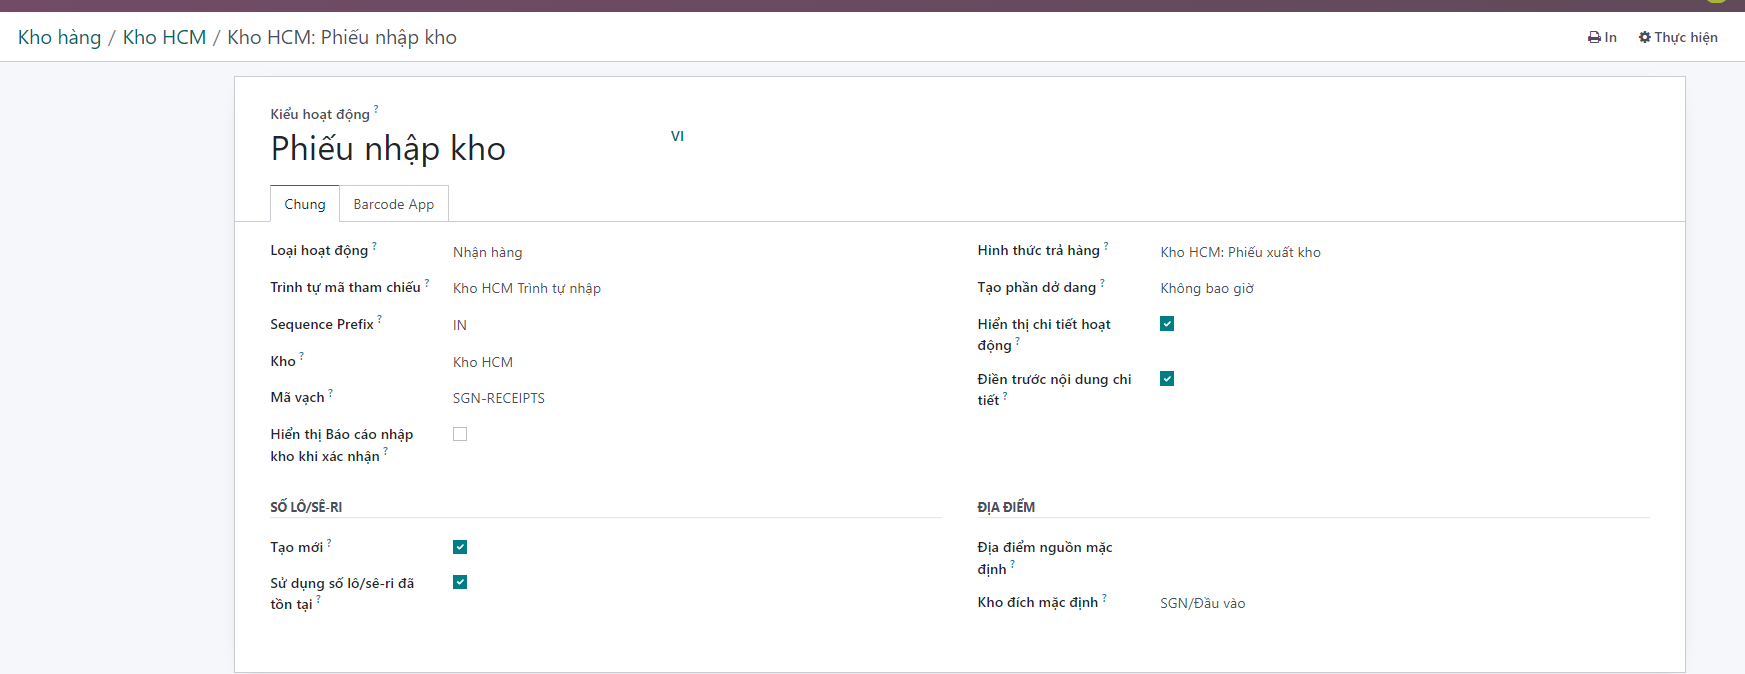 Kho hàng / Kho HCM / Kho HCM: Phiếu nhập kho
In Thực hiện
Kiểu hoạt động ?
Phiếu nhập kho
VI
Chung Barcode App
Loại hoạt động ? Nhận hàng
Trình tự mã tham chiếu ? Kho HCM Trình tự nhập
Sequence Prefix ? IN
Kho ? Kho HCM
Mã vạch ? SGN-RECEIPTS
Hiển thị Báo cáo nhập
kho khi xác nhận ?
Hình thức trả hàng ? Kho HCM: Phiếu xuất kho
Tạo phần dở dang ? Không bao giờ
Hiển thị chi tiết hoạt
động ?
Điền trước nội dung chi
tiết ?
SỐ LÔ/SÊ-RI
Tạo mới ?
Sử dụng số lô/sê-ri đã
tồn tại ?
ĐỊA ĐIỂM
Địa điểm nguồn mặc
định ?
Kho đích mặc định ? SGN/Đầu vào